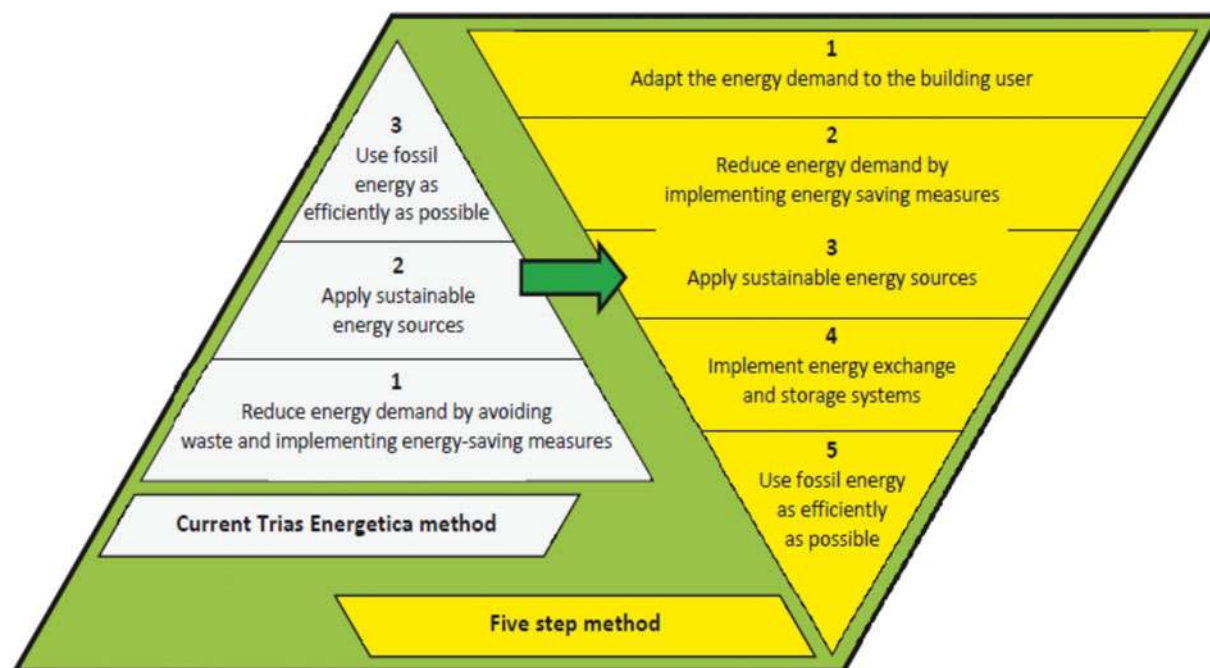 3
Use fossil
energy as
efficiently as possible
2
Apply sustainable
energy sources
1
Reduce energy demand by avoiding
waste and implementing energy-saving measures
Current Trias Energetica method
1
Adapt the energy demand to the building user
2
Reduce energy demand by
implementing energy saving measures
3
Apply sustainable energy sources
4
Implement energy exchange
and storage systems
5
Use fossil energy
as efficiently
as possible
Five step method